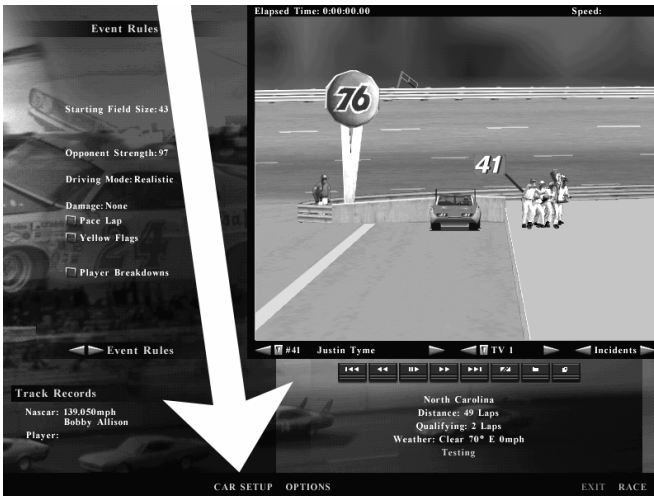 Elapsed Time: 0:00:00.00 Speed:
Event Rules
Starting Field Size: 43
Opponent Strength: 97
Driving Mode: Realistic
Damage: None
Pace Lap
Yellow Flags
Player Breakdowns
Event Rules
76
41
#41 Justin Tyme TV 1 Incidents
Track Records
Nascar: 139.050mph
Bobby Allison
Player:
North Carolina
Distance: 49 Laps
Qualifying: 2 Laps
Weather: Clear 70° E 0mph
Testing
CAR SETUP OPTIONS EXIT RACE